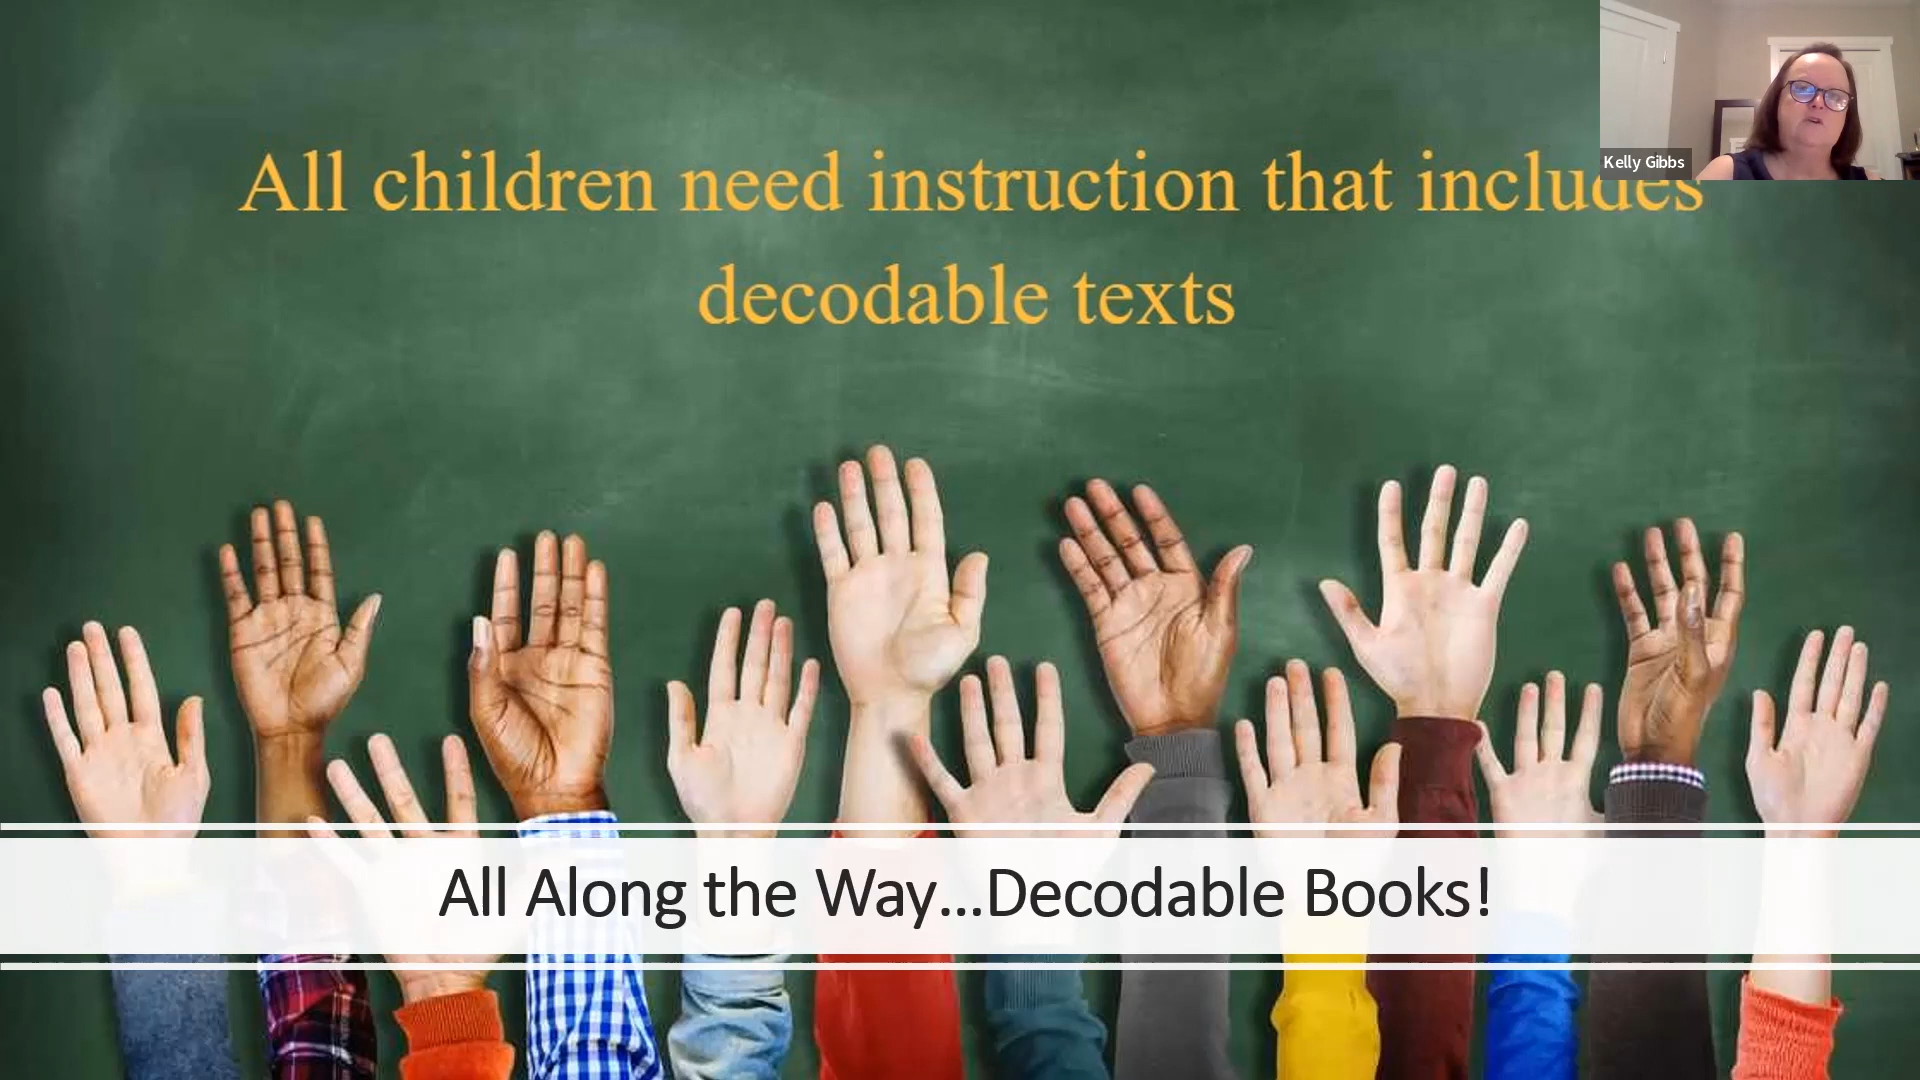 All children need instruction that includes
decodable texts
Kelly Gibbs
All Along the Way...Decodable Books!